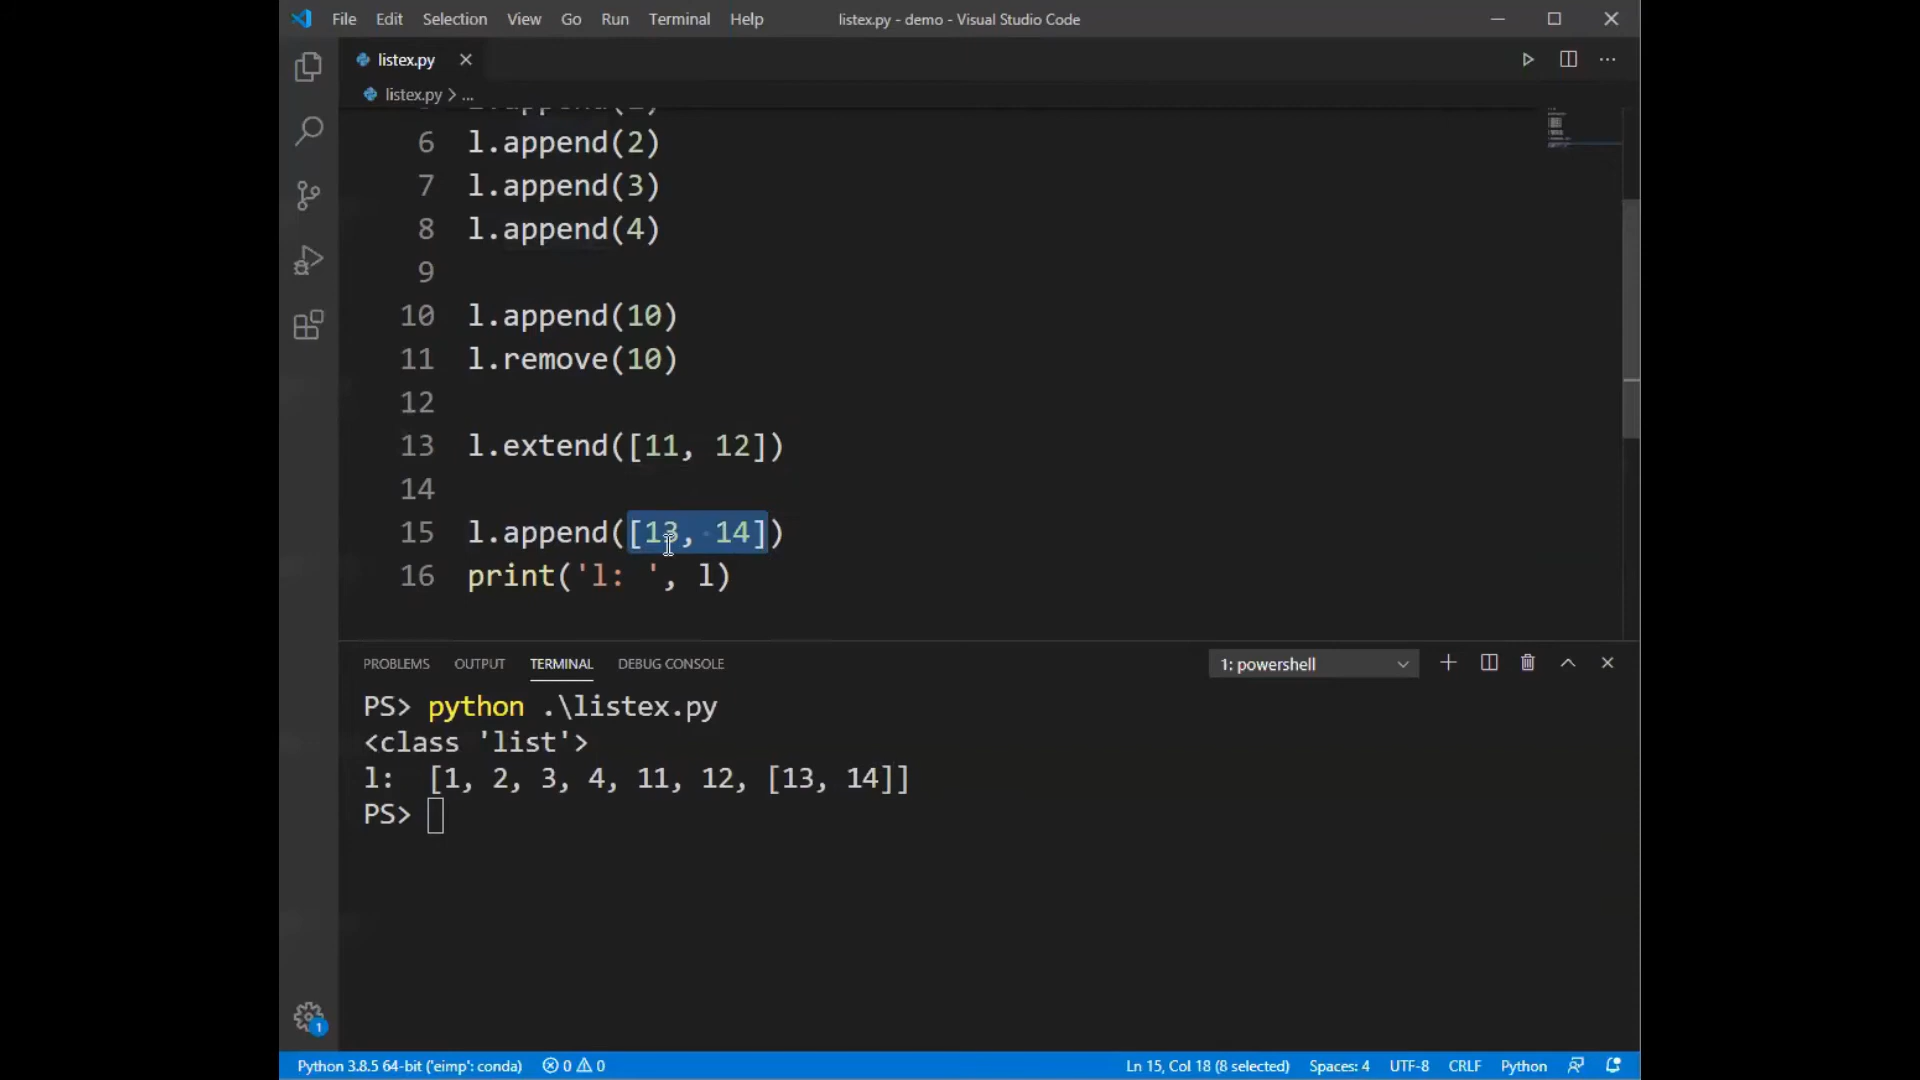 File Edit Selection View Go Run Terminal Help listex.py - demo - Visual Studio Code
listex.py
listex.py > ...
6 l.append(2)
7 l.append(3)
8 l.append(4)
9
10 l.append(10)
11 l.remove(10)
12
13 l.extend([11, 12])
14
15 l.append([13, 14])
16 print('l: ', l)
PROBLEMS OUTPUT TERMINAL DEBUG CONSOLE 1: powershell
PS> python .\listex.py
<class 'list'>
l:  [1, 2, 3, 4, 11, 12, [13, 14]]
PS>
1
Python 3.8.5 64-bit ('eimp': conda) 0 0 Ln 15, Col 18 (8 selected) Spaces: 4 UTF-8 CRLF Python